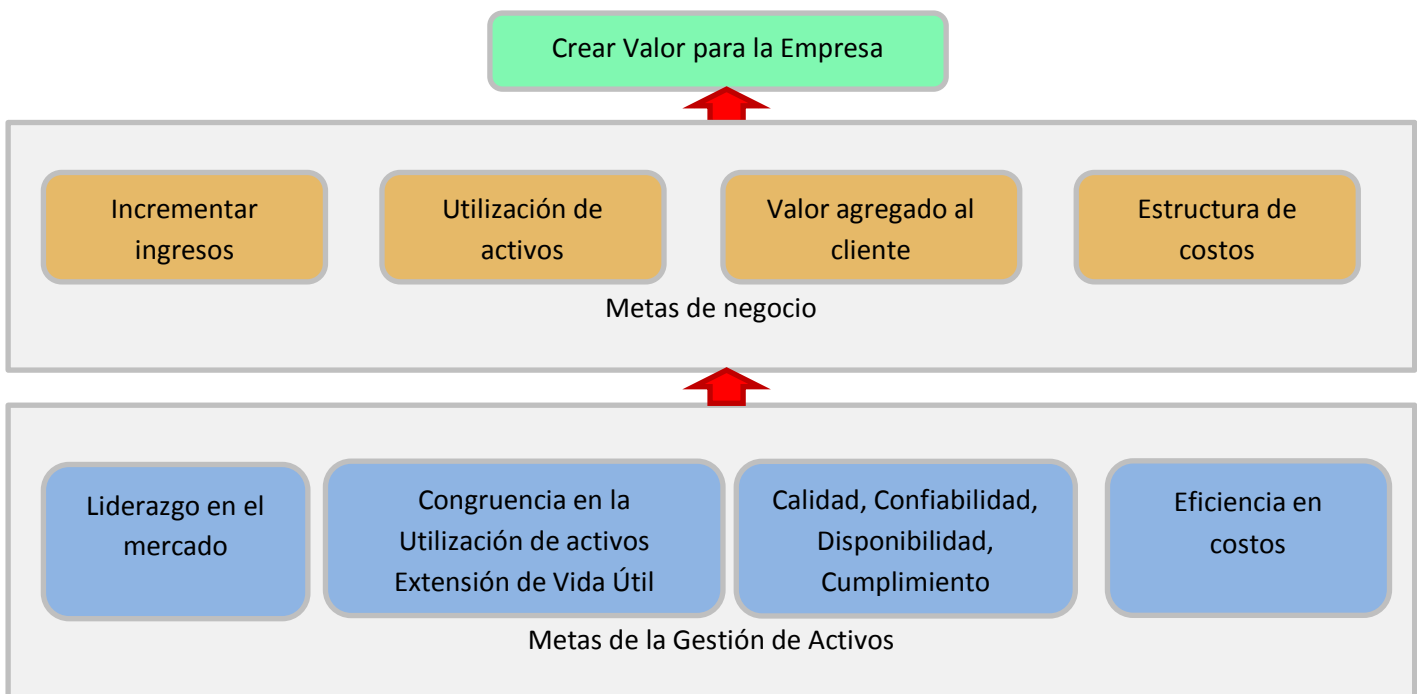 Crear Valor para la Empresa
Incrementar
ingresos
Utilización de
activos
Valor agregado al
cliente
Estructura de
costos
Metas de negocio
Liderazgo en el
mercado
Congruencia en la
Utilización de activos
Extensión de Vida Útil
Calidad, Confiabilidad,
Disponibilidad,
Cumplimiento
Eficiencia en
costos
Metas de la Gestión de Activos